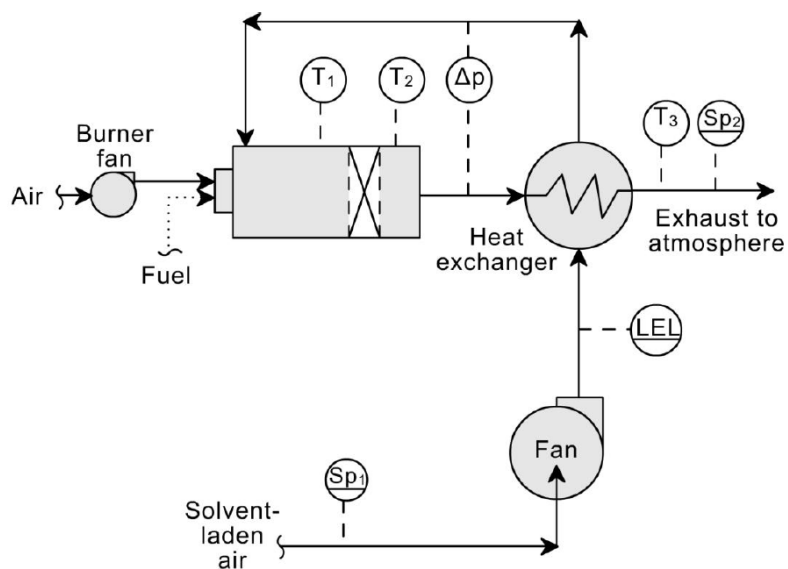 T1
T2
Δp
T3
Sp2
Burner
fan
Air
Fuel
Heat
exchanger
Exhaust to
atmosphere
LEL
Fan
Sp1
Solvent-
laden
air